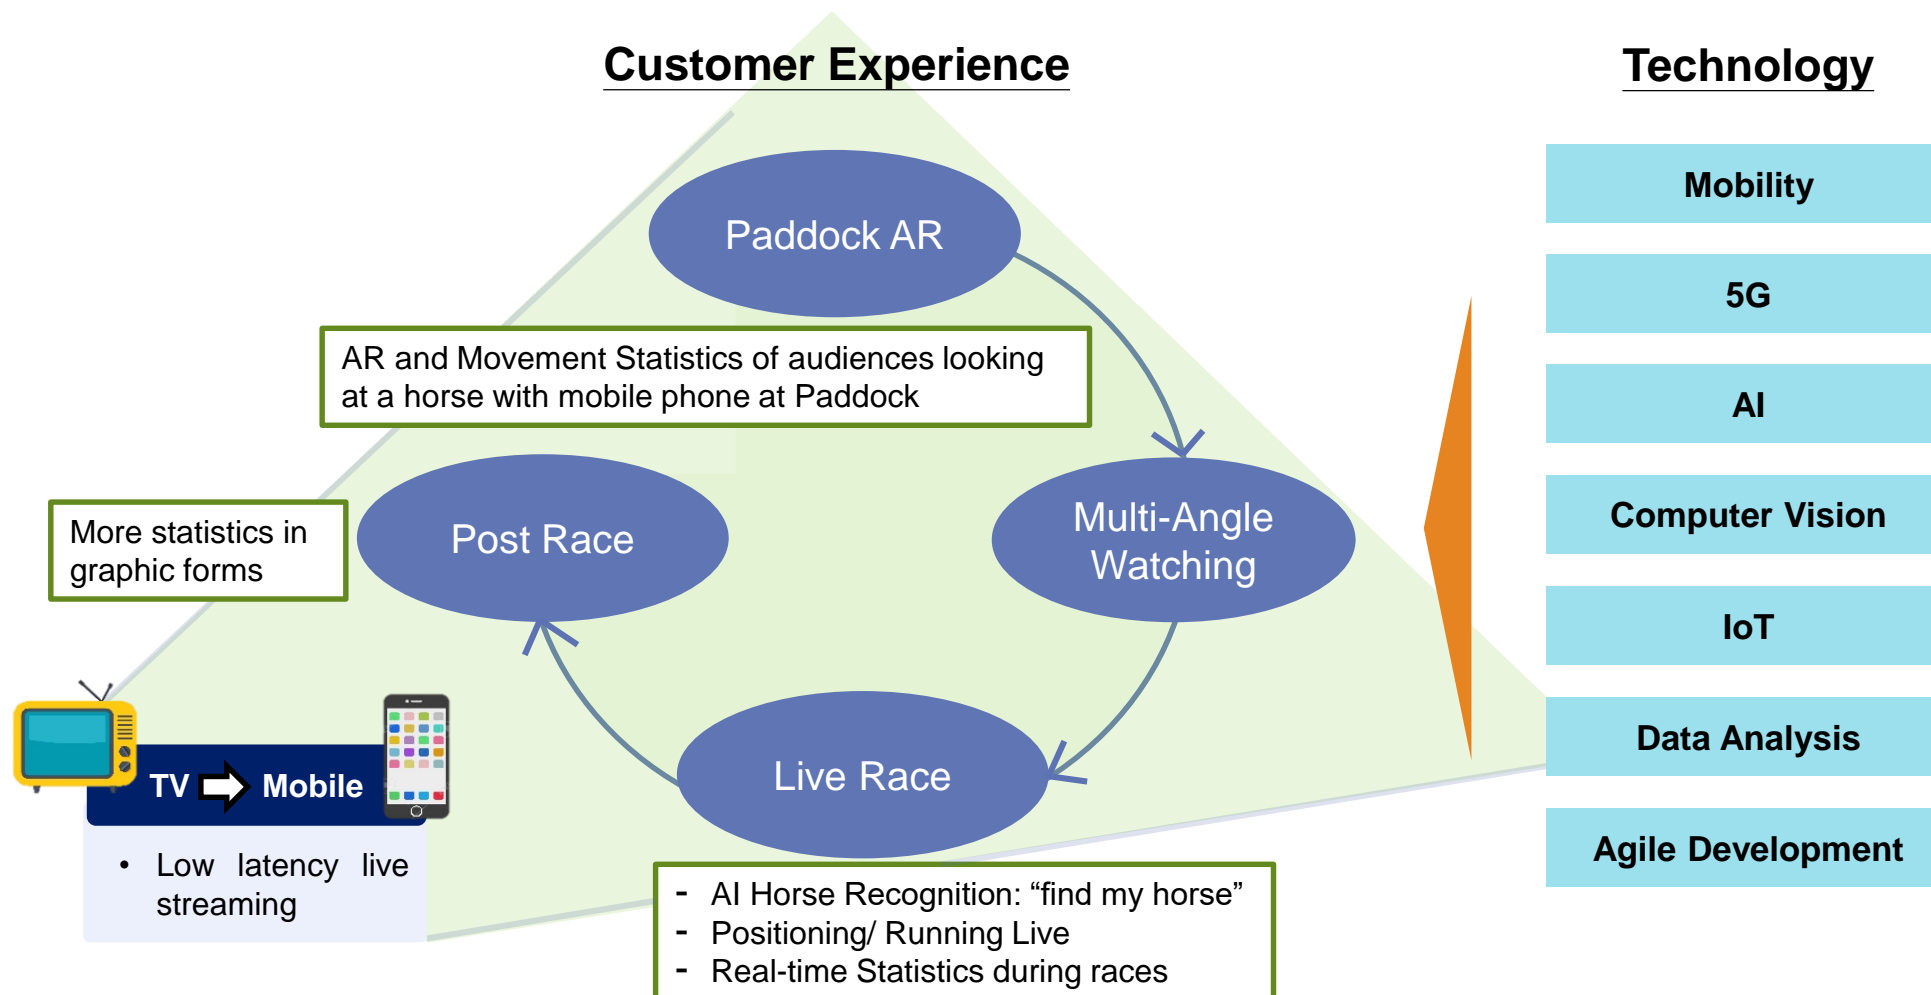 Customer Experience
Technology
Paddock AR
AR and Movement Statistics of audiences looking
at a horse with mobile phone at Paddock
Multi-Angle
Watching
Post Race
More statistics in
graphic forms
Live Race
- AI Horse Recognition: “find my horse”
- Positioning/ Running Live
- Real-time Statistics during races
TV Mobile
• Low latency live
streaming
Mobility
5G
AI
Computer Vision
IoT
Data Analysis
Agile Development